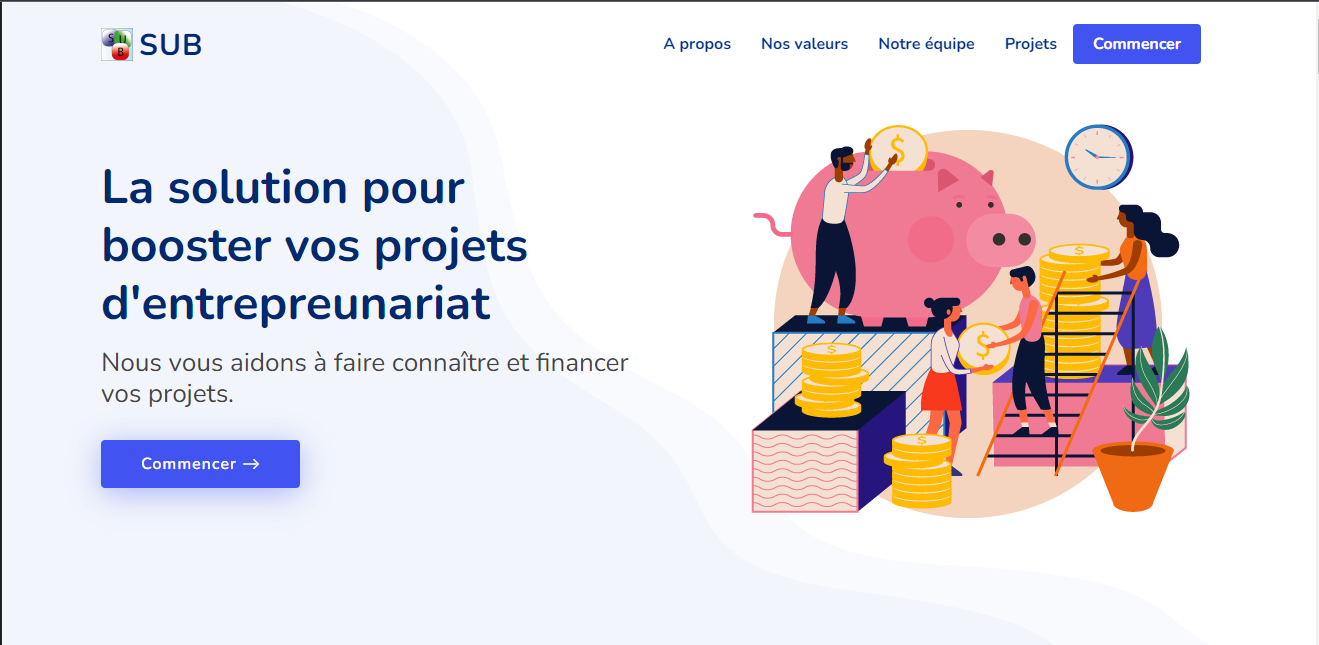 S U B
SUB
A propos
Nos valeurs
Notre équipe
Projets
Commencer
La solution pour
booster vos projets
d'entrepreunariat
Nous vous aidons à faire connaître et financer
vos projets.
Commencer →
$
$
$
$
$